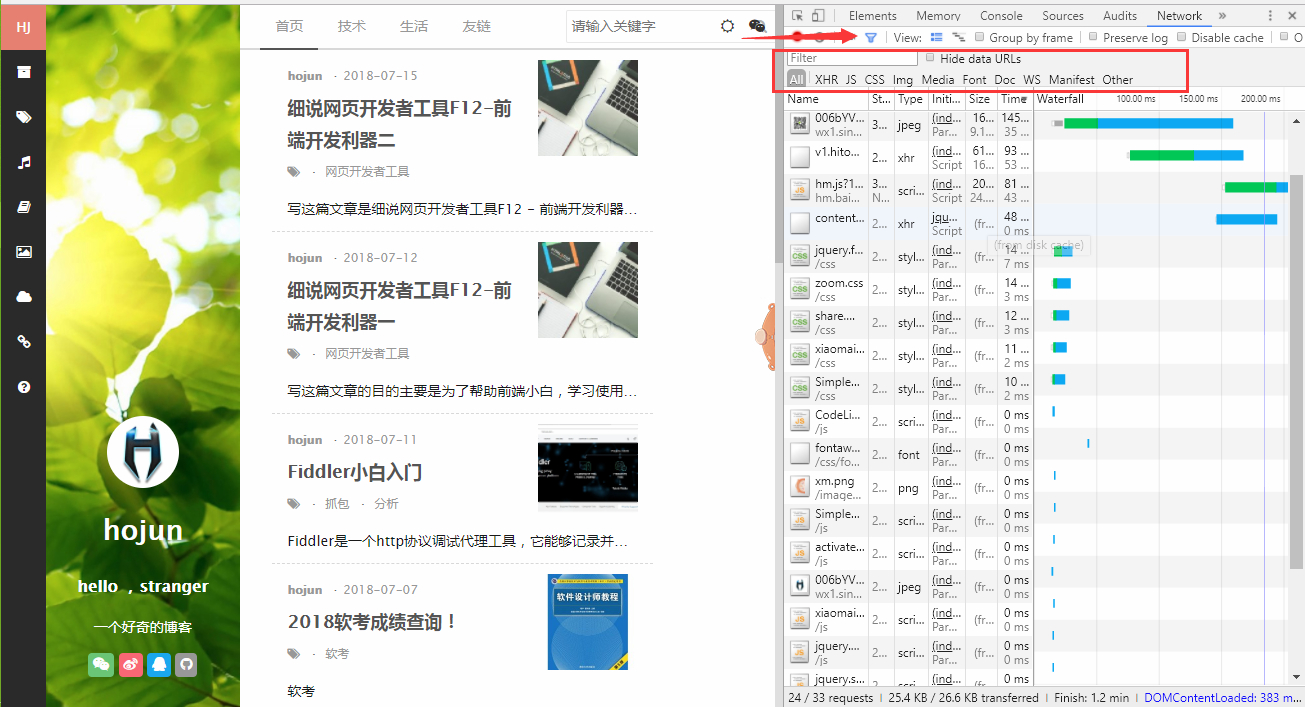 HJ
hojun
hello ，stranger
一个好奇的博客
首页 技术 生活 友链
请输入关键字
hojun · 2018-07-15
细说网页开发者工具F12-前
端开发利器二
· 网页开发者工具
写这篇文章是细说网页开发者工具F12 - 前端开发利器...
hojun · 2018-07-12
细说网页开发者工具F12-前
端开发利器一
· 网页开发者工具
写这篇文章的目的主要是为了帮助前端小白，学习使用...
hojun · 2018-07-11
Fiddler小白入门
· 抓包 · 分析
Fiddler是一个http协议调试代理工具，它能够记录并...
hojun · 2018-07-07
2018软考成绩查询！
· 软考
软件设计师教程
软考
Elements Memory Console Sources Audits Network »
View: Group by frame Preserve log Disable cache O
Filter Hide data URLs
All XHR JS CSS Img Media Font Doc WS Manifest Other
Name St... Type Initi... Size Time Waterfall 100.00 ms 150.00 ms 200.00 ms
006bYV... 3... jpeg (ind... 16... 145...
wx1.sin... Par... 9.1... 35 ...
v1.hito... 2... xhr (ind... 61... 93 ...
Script 16... 53 ...
hm.js?1... 3... scri... (ind... 20... 81 ...
hm.bai... N... Par... 24.... 43 ...
content... 2... xhr jqu... (fr... 48 ...
Script 0 ms
(from disk cache)
jquery.f... 2... styl... (ind... (fr... 14 ...
/css Par... 7 ms
zoom.css 2... styl... (ind... (fr... 14 ...
/css Par... 3 ms
share.... 2... styl... (ind... (fr... 12 ...
/css Par... 3 ms
xiaomai... 2... styl... (ind... (fr... 11 ...
/css Par... 2 ms
Simple... 2... styl... (ind... (fr... 10 ...
/css Par... 2 ms
CodeLi... 2... scri... (ind... (fr... 0 ms
/js Par... 0 ms
fontaw... 2... font (ind... (fr... 0 ms
/css/fo... Par... 0 ms
xm.png 2... png (ind... (fr... 0 ms
/image... Par... 0 ms
Simple... 2... scri... (ind... (fr... 0 ms
/js Par... 0 ms
activate... 2... scri... (ind... (fr... 0 ms
/js Par... 0 ms
006bYV... 2... jpeg (ind... (fr... 0 ms
wx1.sin... Par... 0 ms
xiaomai... 2... scri... (ind... (fr... 0 ms
/js Par... 0 ms
jquery.... 2... scri... (ind... (fr... 0 ms
/js Par... 0 ms
jquery.s... 2... scri... (ind... (fr... 0 ms
24 / 33 requests 25.4 KB / 26.6 KB transferred Finish: 1.2 min DOMContentLoaded: 383 m...